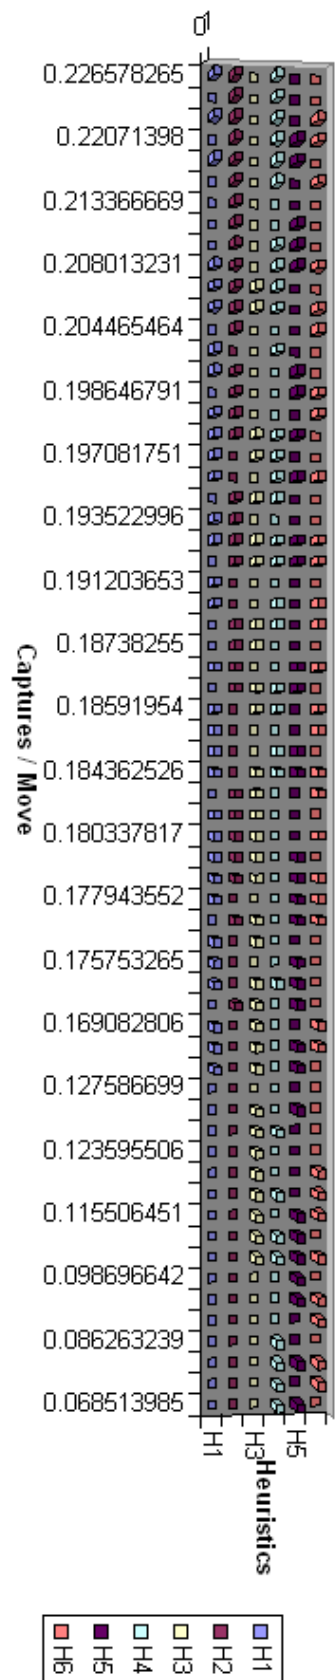 0
1
0.226578265
0.22071398
0.213366669
0.208013231
0.204465464
0.198646791
0.197081751
0.193522996
0.191203653
0.18738255
0.18591954
0.184362526
0.180337817
0.177943552
0.175753265
0.169082806
0.127586699
0.123595506
0.115506451
0.098696642
0.086263239
0.068513985
Captures / Move
H1
H3
H5
Heuristics
H1
H2
H3
H4
H5
H6